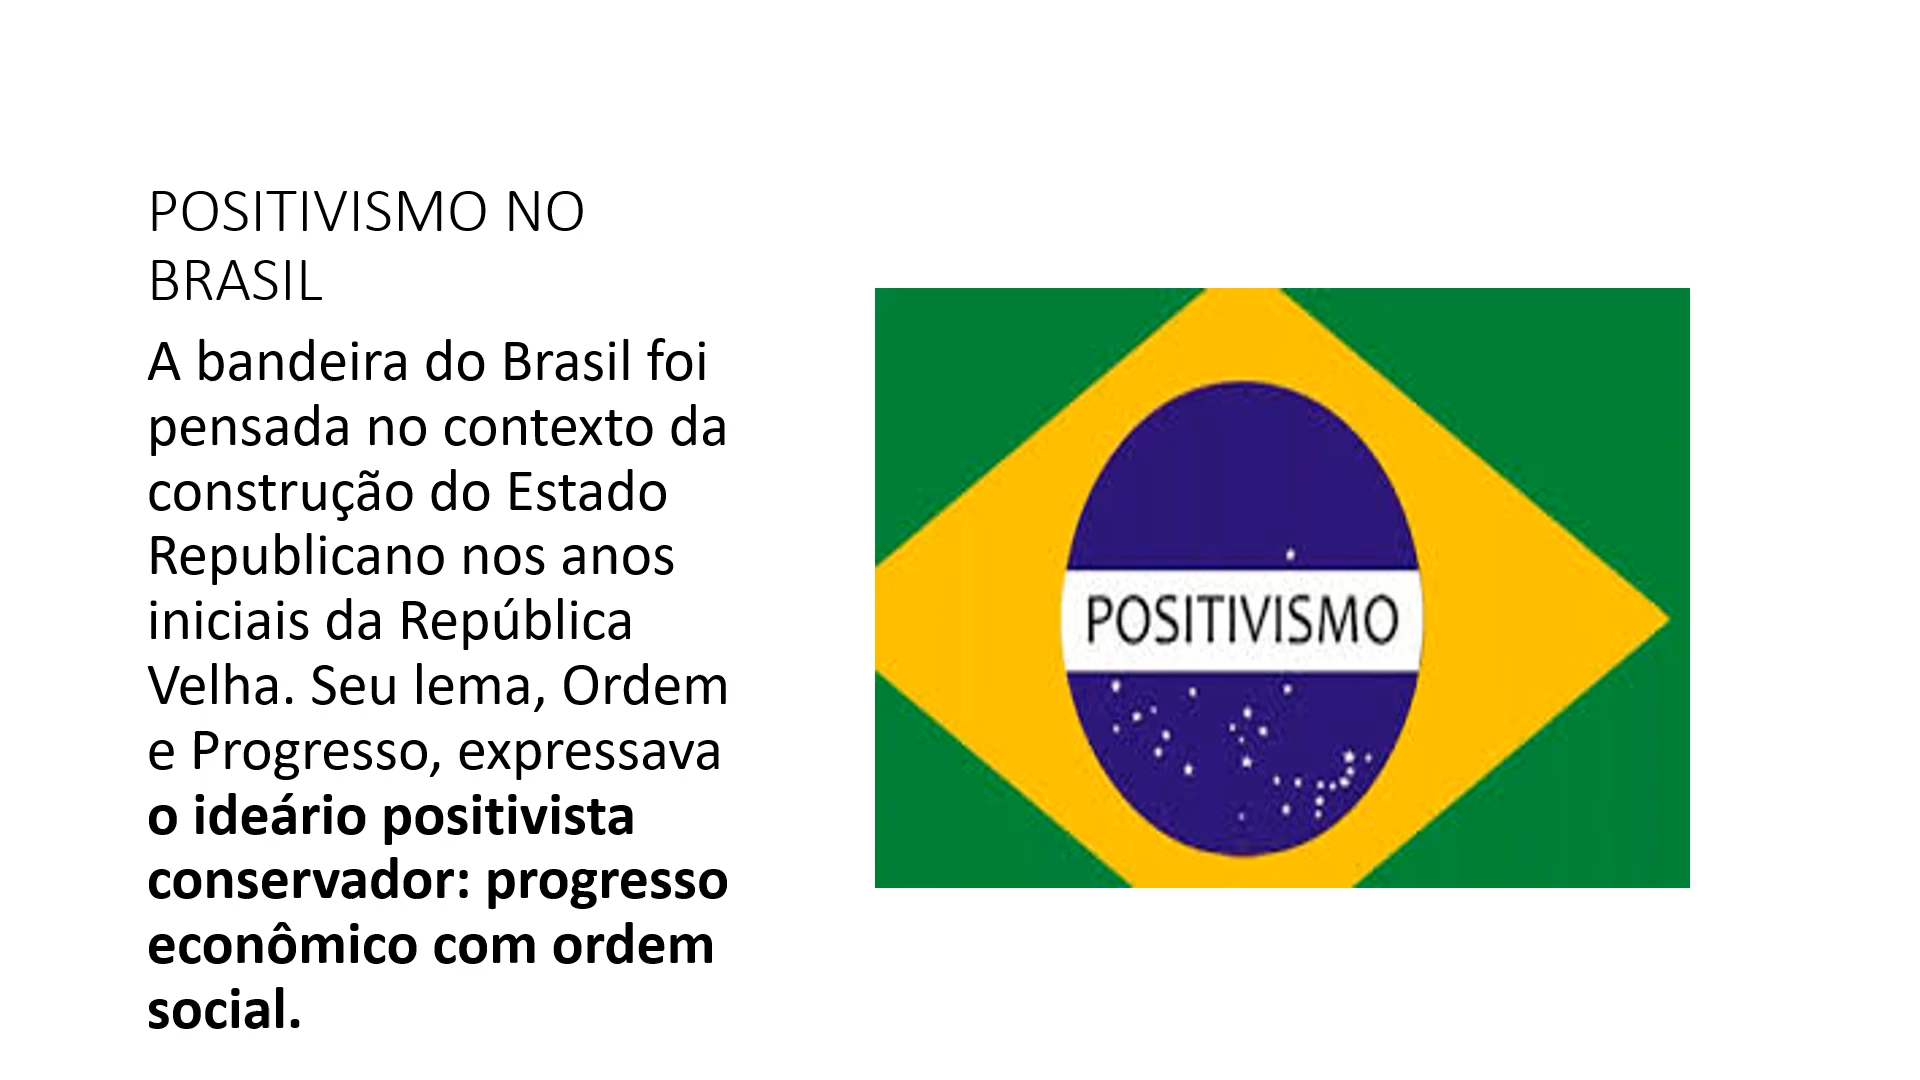 POSITIVISMO NO
BRASIL
A bandeira do Brasil foi
pensada no contexto da
construção do Estado
Republicano nos anos
iniciais da República
Velha. Seu lema, Ordem
e Progresso, expressava
o ideário positivista
conservador: progresso
econômico com ordem
social.
POSITIVISMO